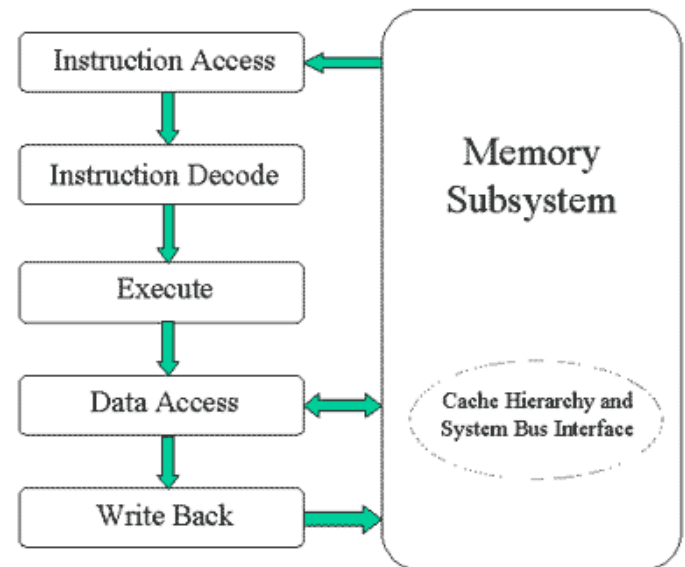 Instruction Access
Memory
Subsystem
Instruction Decode
Execute
Data Access
Cache Hierarchy and
System Bus Interface
Write Back